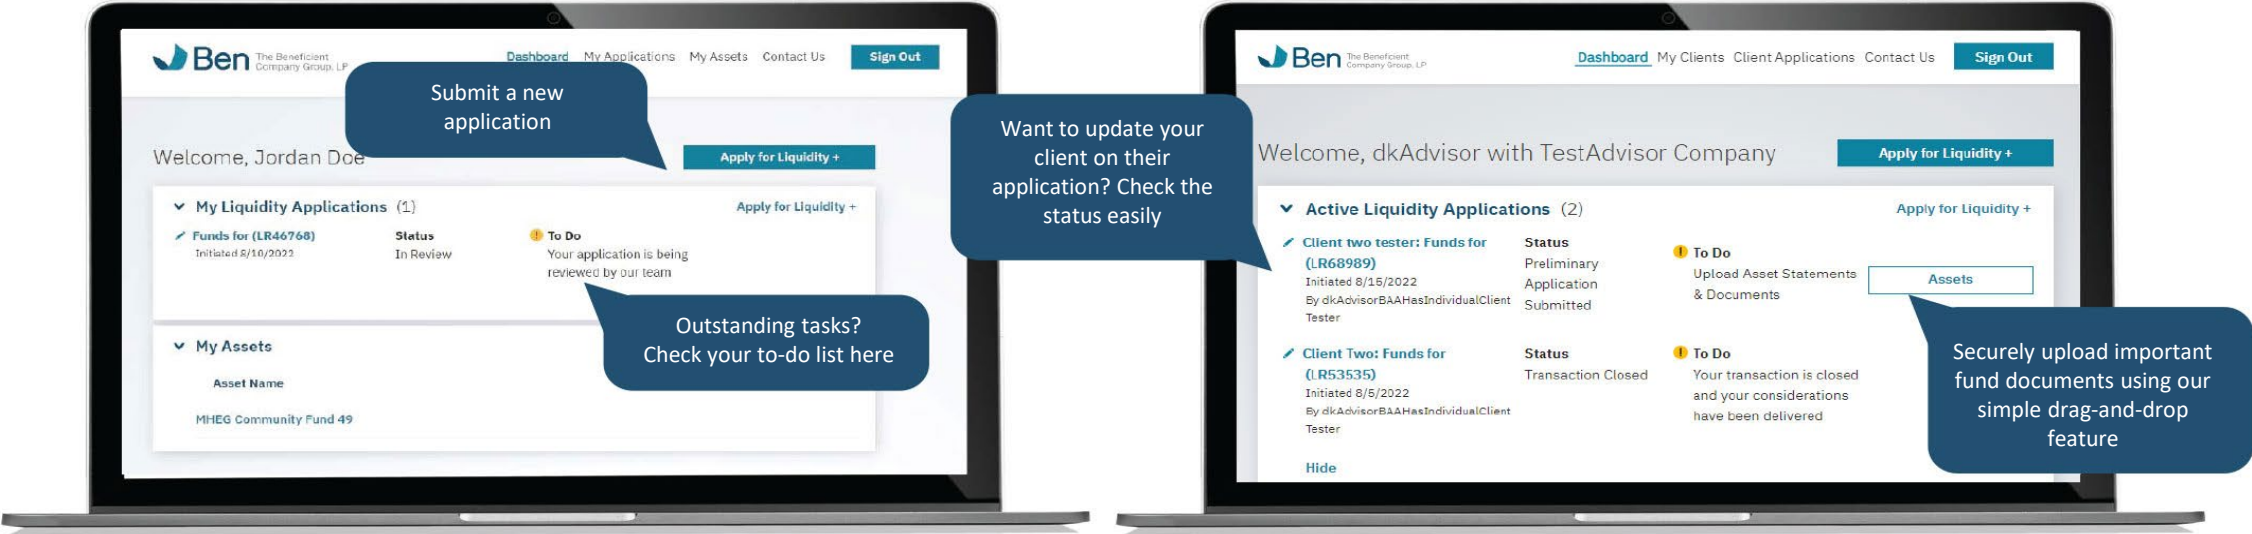 Ben The Beneficient
Company Group, LP
Dashboard My Applications My Assets Contact Us Sign Out
Submit a new
application
Welcome, Jordan Doe
Apply for Liquidity +
My Liquidity Applications (1) Apply for Liquidity +
Funds for (LR46768) Status To Do
Initiated 8/10/2022 In Review Your application is being
reviewed by our team
Outstanding tasks?
Check your to-do list here
My Assets
Asset Name
MHEG Community Fund 49
Ben The Beneficient
Company Group, LP
Dashboard My Clients Client Applications Contact Us Sign Out
Want to update your
client on their
application? Check the
status easily
Welcome, dkAdvisor with TestAdvisor Company Apply for Liquidity +
Active Liquidity Applications (2) Apply for Liquidity +
Client two tester: Funds for
(LR68989)
Initiated 8/15/2022
By dkAdvisorBAAHasIndividualClient
Tester
Status
Preliminary
Application
Submitted
To Do
Upload Asset Statements
& Documents
Assets
Client Two: Funds for
(LR53535)
Initiated 8/5/2022
By dkAdvisorBAAHasIndividualClient
Tester
Status
Transaction Closed
To Do
Your transaction is closed
and your considerations
have been delivered
Hide
Securely upload important
fund documents using our
simple drag-and-drop
feature